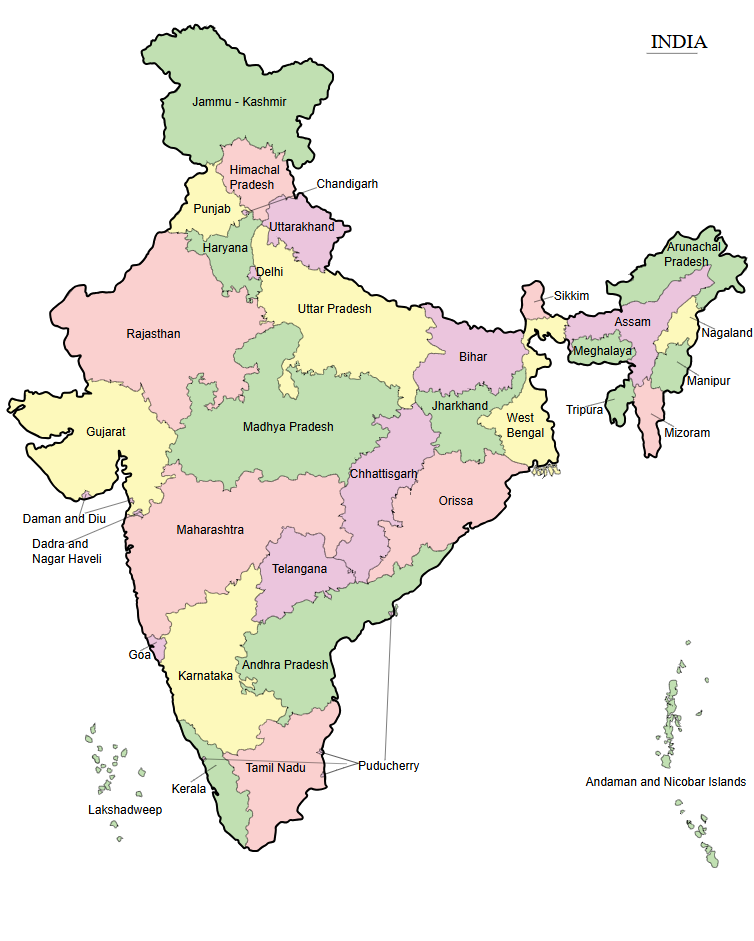 INDIA
Jammu - Kashmir
Himachal
Pradesh
Chandigarh
Punjab
Uttarakhand
Haryana
Arunachal
Pradesh
Delhi
Sikkim
Uttar Pradesh
Assam
Rajasthan
Nagaland
Meghalaya
Bihar
Manipur
Jharkhand
Tripura
West
Bengal
Madhya Pradesh
Gujarat
Mizoram
Chhattisgarh
Orissa
Daman and Diu
Maharashtra
Dadra and
Nagar Haveli
Telangana
Goa
Andhra Pradesh
Karnataka
Puducherry
Tamil Nadu
Andaman and Nicobar Islands
Kerala
Lakshadweep